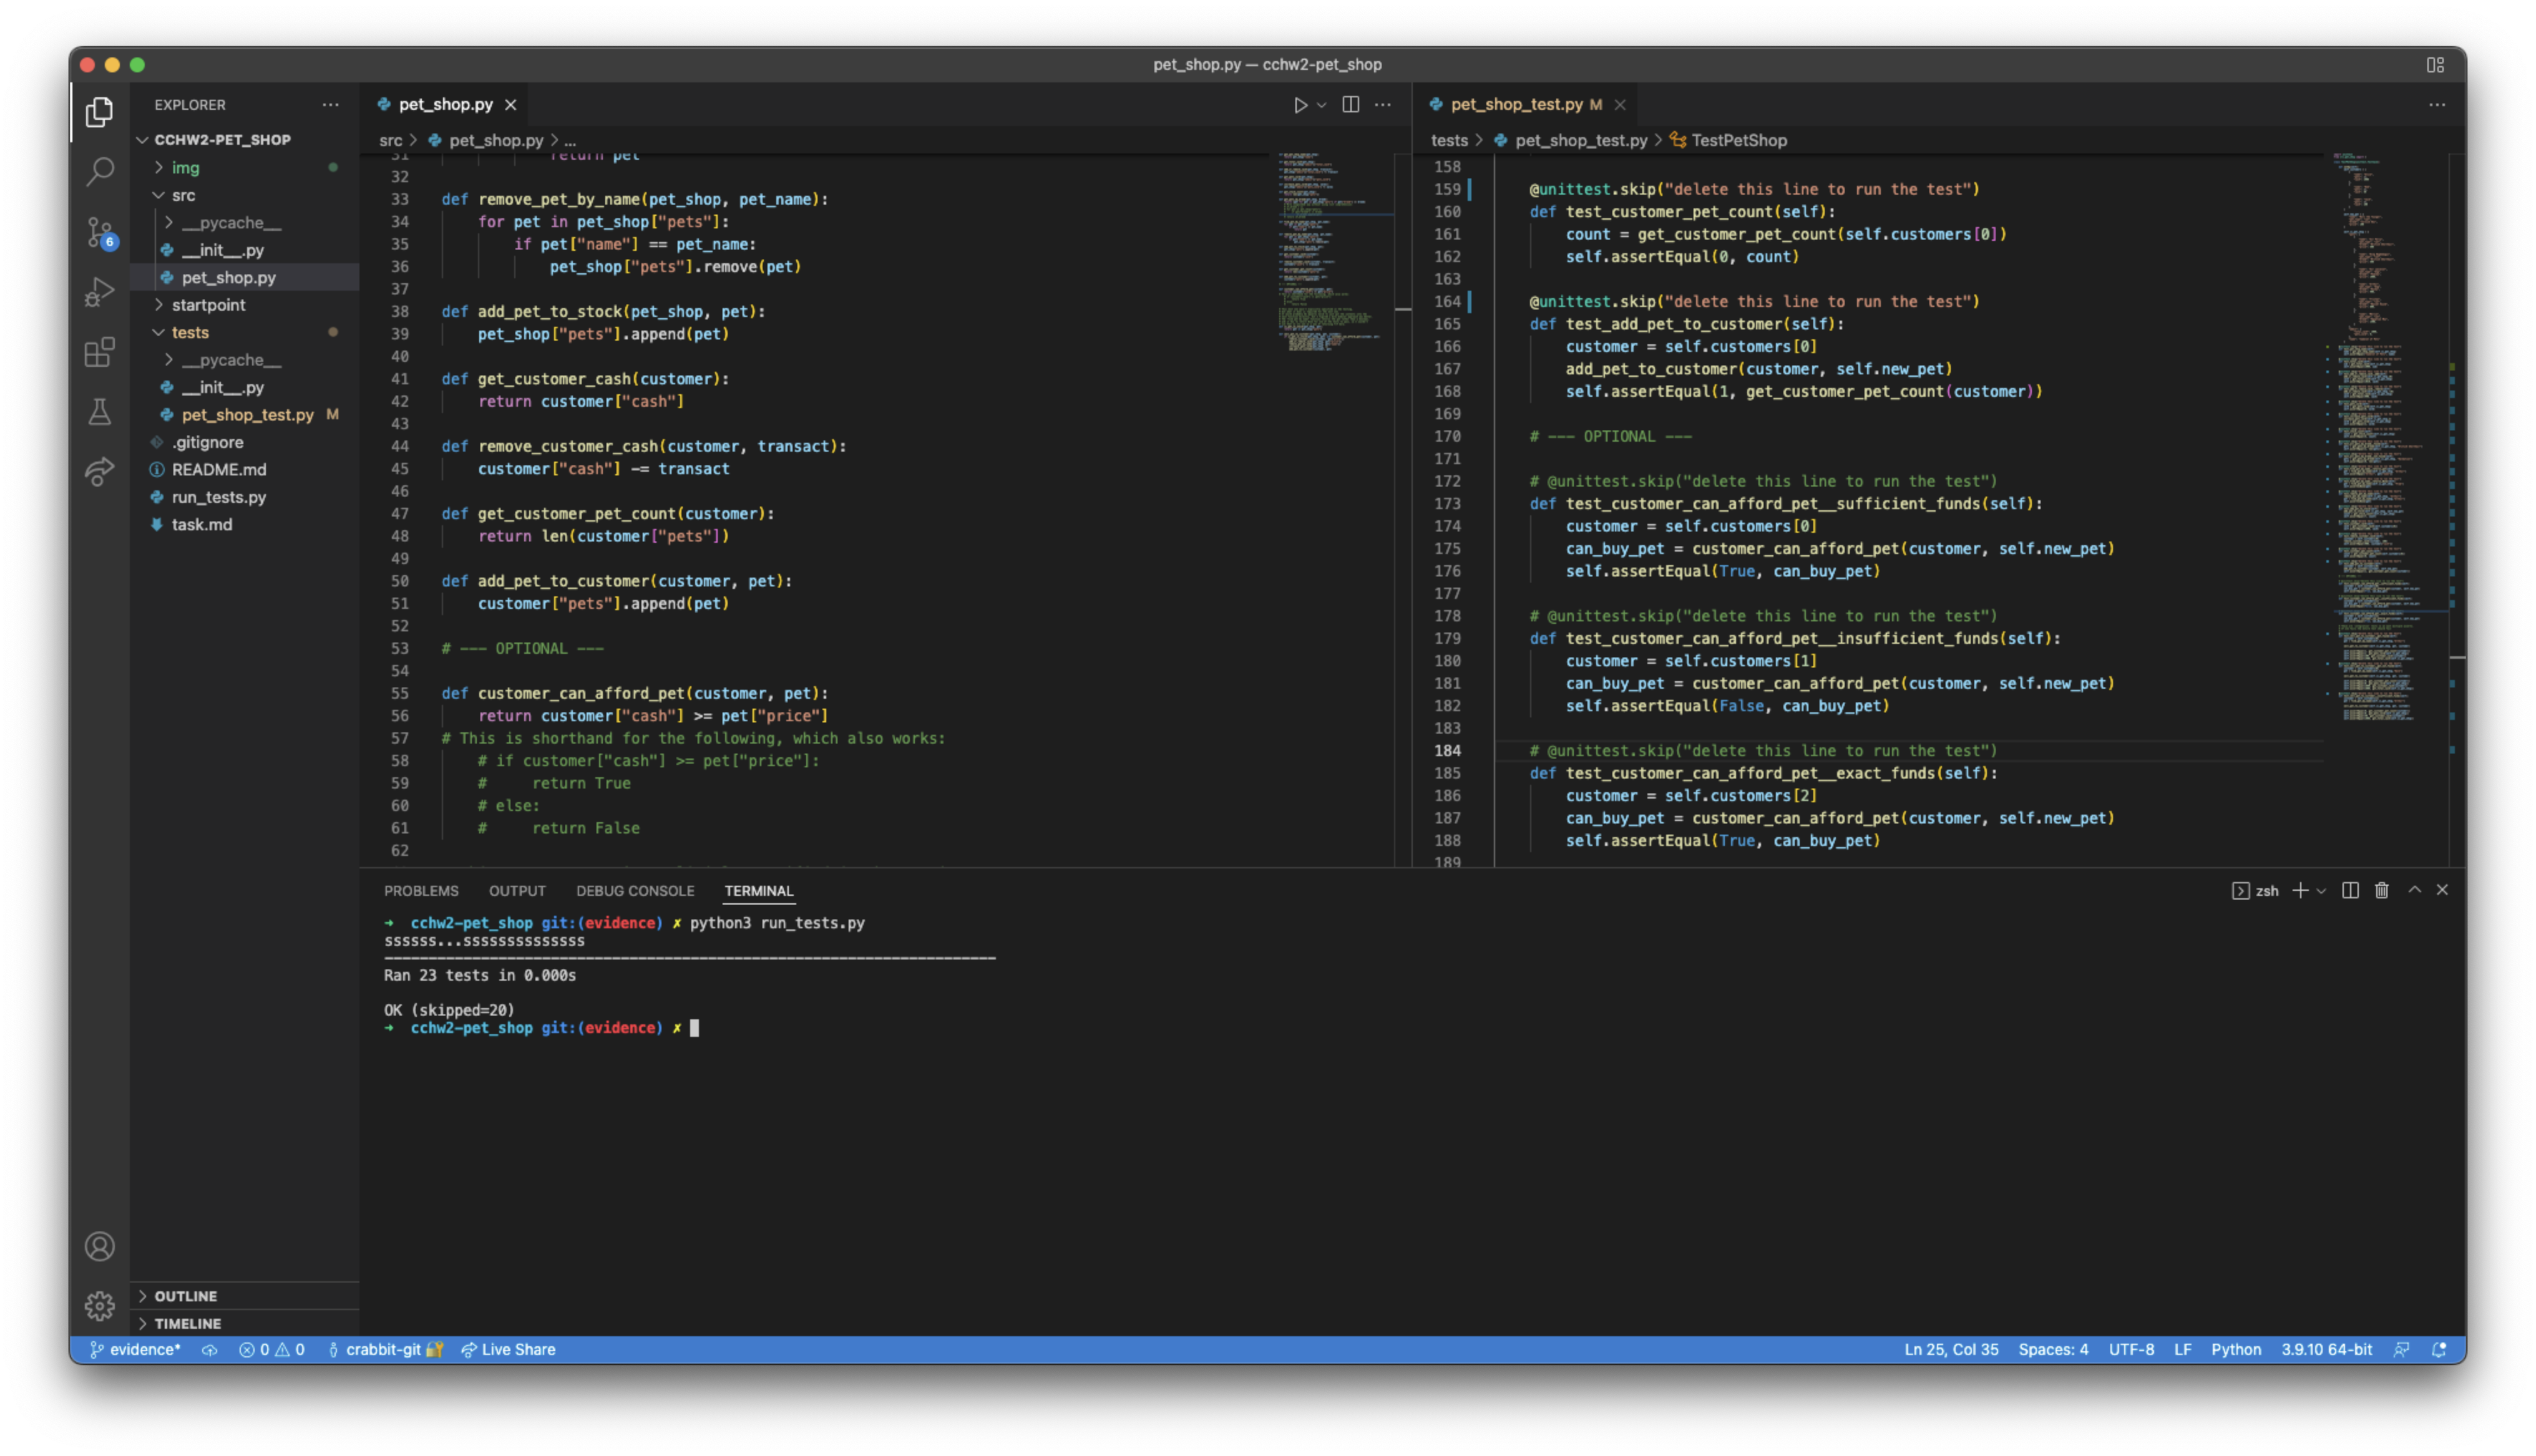 pet_shop.py — cchw2-pet_shop
EXPLORER
CCHW2-PET_SHOP
img
src
__pycache__
__init__.py
pet_shop.py
startpoint
tests
__pycache__
__init__.py
pet_shop_test.py M
.gitignore
README.md
run_tests.py
task.md
OUTLINE
TIMELINE
6
pet_shop.py
src > pet_shop.py > ...
31 return pet
32
33 def remove_pet_by_name(pet_shop, pet_name):
34 for pet in pet_shop["pets"]:
35 if pet["name"] == pet_name:
36 pet_shop["pets"].remove(pet)
37
38 def add_pet_to_stock(pet_shop, pet):
39 pet_shop["pets"].append(pet)
40
41 def get_customer_cash(customer):
42 return customer["cash"]
43
44 def remove_customer_cash(customer, transact):
45 customer["cash"] -= transact
46
47 def get_customer_pet_count(customer):
48 return len(customer["pets"])
49
50 def add_pet_to_customer(customer, pet):
51 customer["pets"].append(pet)
52
53 # --- OPTIONAL ---
54
55 def customer_can_afford_pet(customer, pet):
56 return customer["cash"] >= pet["price"]
57 # This is shorthand for the following, which also works:
58 # if customer["cash"] >= pet["price"]:
59 # return True
60 # else:
61 # return False
62
pet_shop_test.py M
tests > pet_shop_test.py > TestPetShop
158
159 @unittest.skip("delete this line to run the test")
160 def test_customer_pet_count(self):
161 count = get_customer_pet_count(self.customers[0])
162 self.assertEqual(0, count)
163
164 @unittest.skip("delete this line to run the test")
165 def test_add_pet_to_customer(self):
166 customer = self.customers[0]
167 add_pet_to_customer(customer, self.new_pet)
168 self.assertEqual(1, get_customer_pet_count(customer))
169
170 # --- OPTIONAL ---
171
172 # @unittest.skip("delete this line to run the test")
173 def test_customer_can_afford_pet__sufficient_funds(self):
174 customer = self.customers[0]
175 can_buy_pet = customer_can_afford_pet(customer, self.new_pet)
176 self.assertEqual(True, can_buy_pet)
177
178 # @unittest.skip("delete this line to run the test")
179 def test_customer_can_afford_pet__insufficient_funds(self):
180 customer = self.customers[1]
181 can_buy_pet = customer_can_afford_pet(customer, self.new_pet)
182 self.assertEqual(False, can_buy_pet)
183
184 # @unittest.skip("delete this line to run the test")
185 def test_customer_can_afford_pet__exact_funds(self):
186 customer = self.customers[2]
187 can_buy_pet = customer_can_afford_pet(customer, self.new_pet)
188 self.assertEqual(True, can_buy_pet)
189
PROBLEMS OUTPUT DEBUG CONSOLE TERMINAL
zsh
→ cchw2-pet_shop git:(evidence) ✗ python3 run_tests.py
ssssss...ssssssssssssss
----------------------------------------------------------------------
Ran 23 tests in 0.000s
OK (skipped=20)
→ cchw2-pet_shop git:(evidence) ✗
evidence* 0 0 crabbit-git Live Share
Ln 25, Col 35 Spaces: 4 UTF-8 LF Python 3.9.10 64-bit